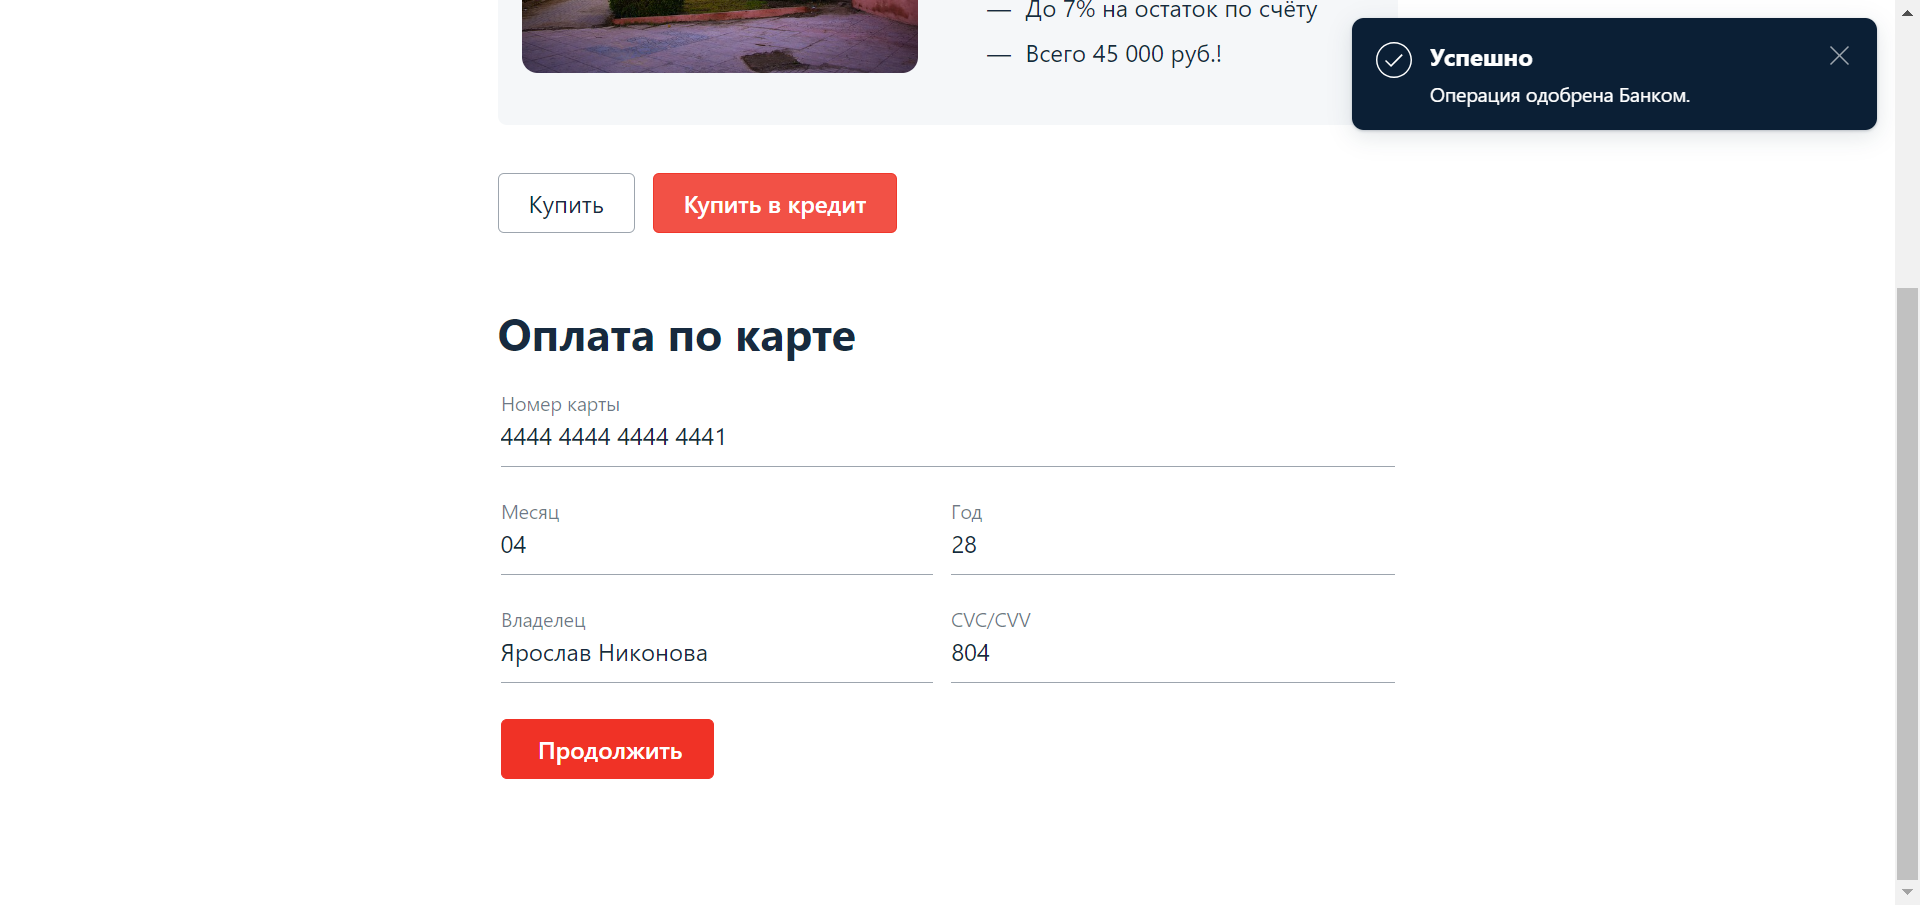 — До 7% на остаток по счёту
— Всего 45 000 руб.!
Успешно
Операция одобрена Банком.
Купить
Купить в кредит
Оплата по карте
Номер карты
4444 4444 4444 4441
Месяц
04
Год
28
Владелец
Ярослав Никонова
CVC/CVV
804
Продолжить